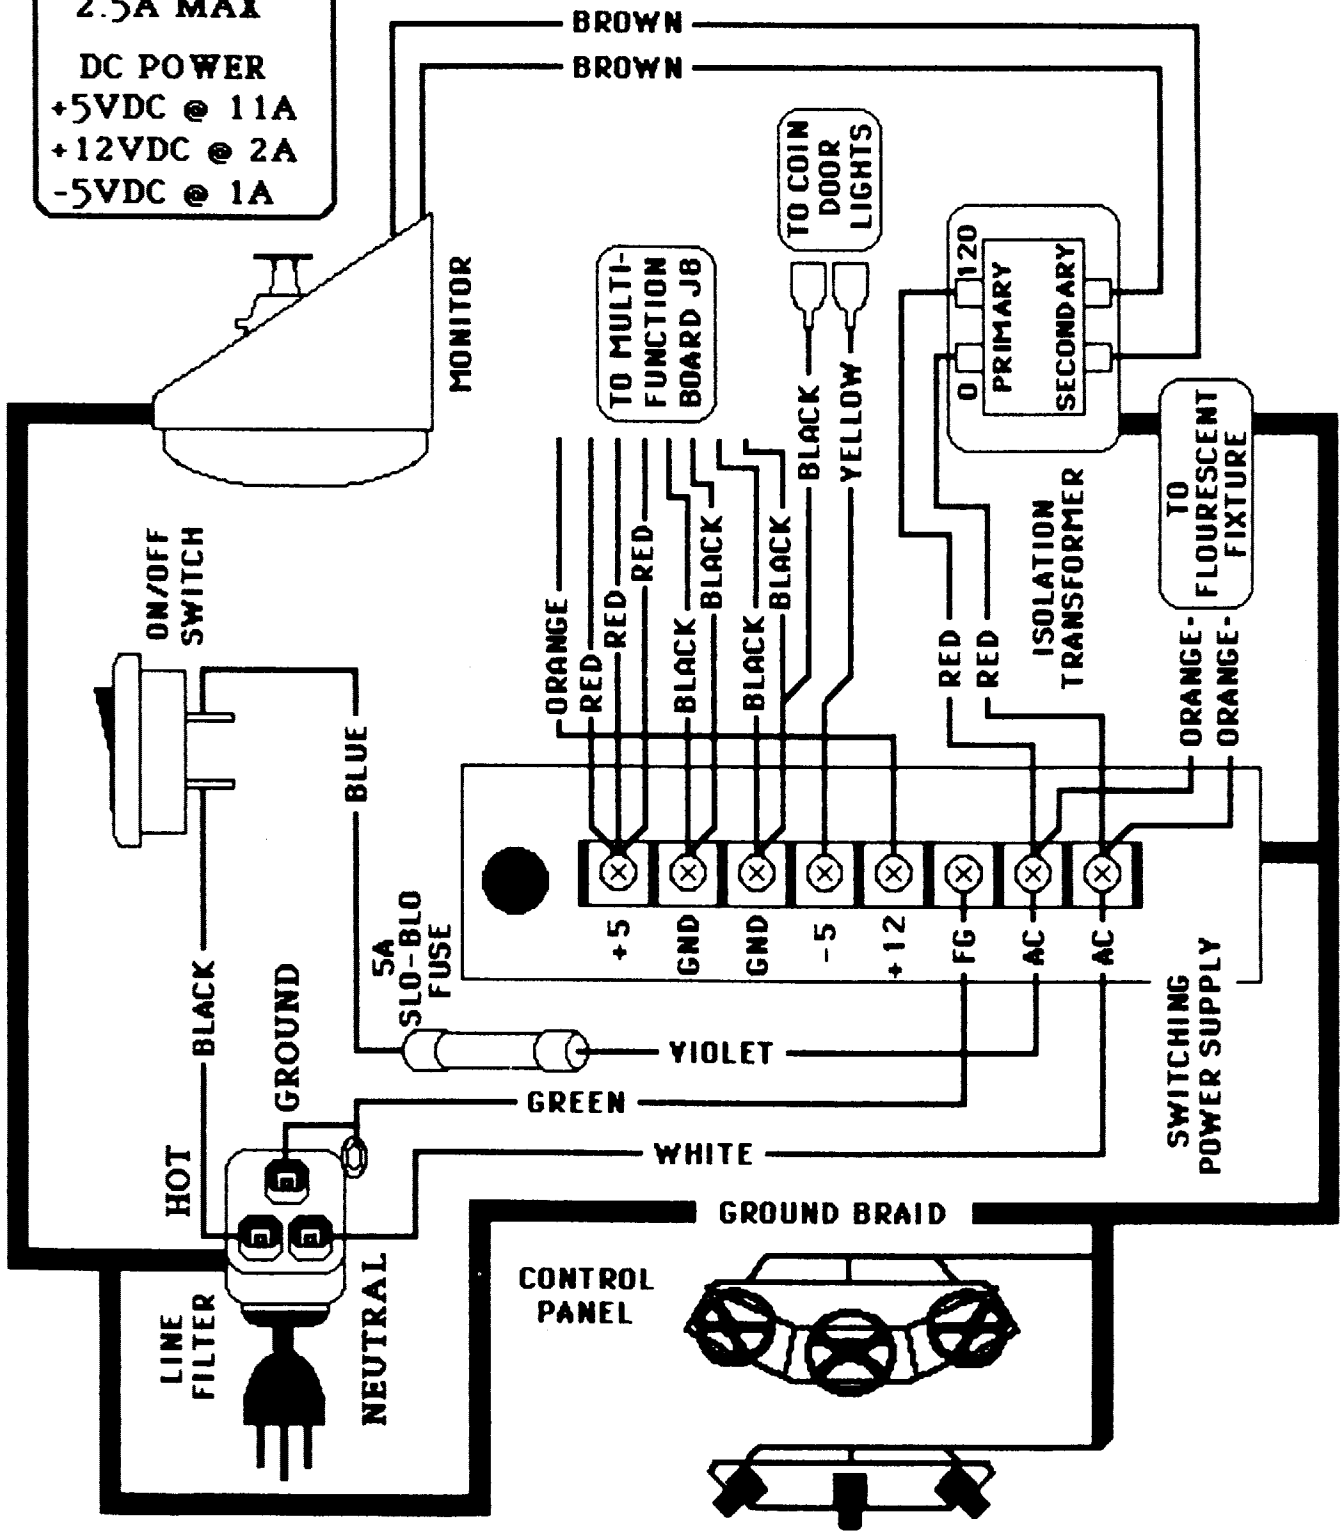 2.5A MAX
DC POWER
+5VDC @ 11A
+12VDC @ 2A
-5VDC @ 1A
BROWN
BROWN
TO COIN
DOOR
LIGHTS
TO MULTI-
FUNCTION
BOARD J8
MONITOR
0 120
PRIMARY
SECONDARY
ISOLATION
TRANSFORMER
TO
FLOURESCENT
FIXTURE
ON/OFF
SWITCH
BLACK
YELLOW
ORANGE
RED
RED
RED
BLACK
BLACK
BLACK
BLACK
RED
RED
ORANGE-
ORANGE-
BLUE
BLACK
5A
SLO-BLO
FUSE
+5
GND
GND
-5
+12
FG
AC
AC
SWITCHING
POWER SUPPLY
GROUND
VIOLET
GREEN
WHITE
HOT
GROUND BRAID
LINE
FILTER
NEUTRAL
CONTROL
PANEL